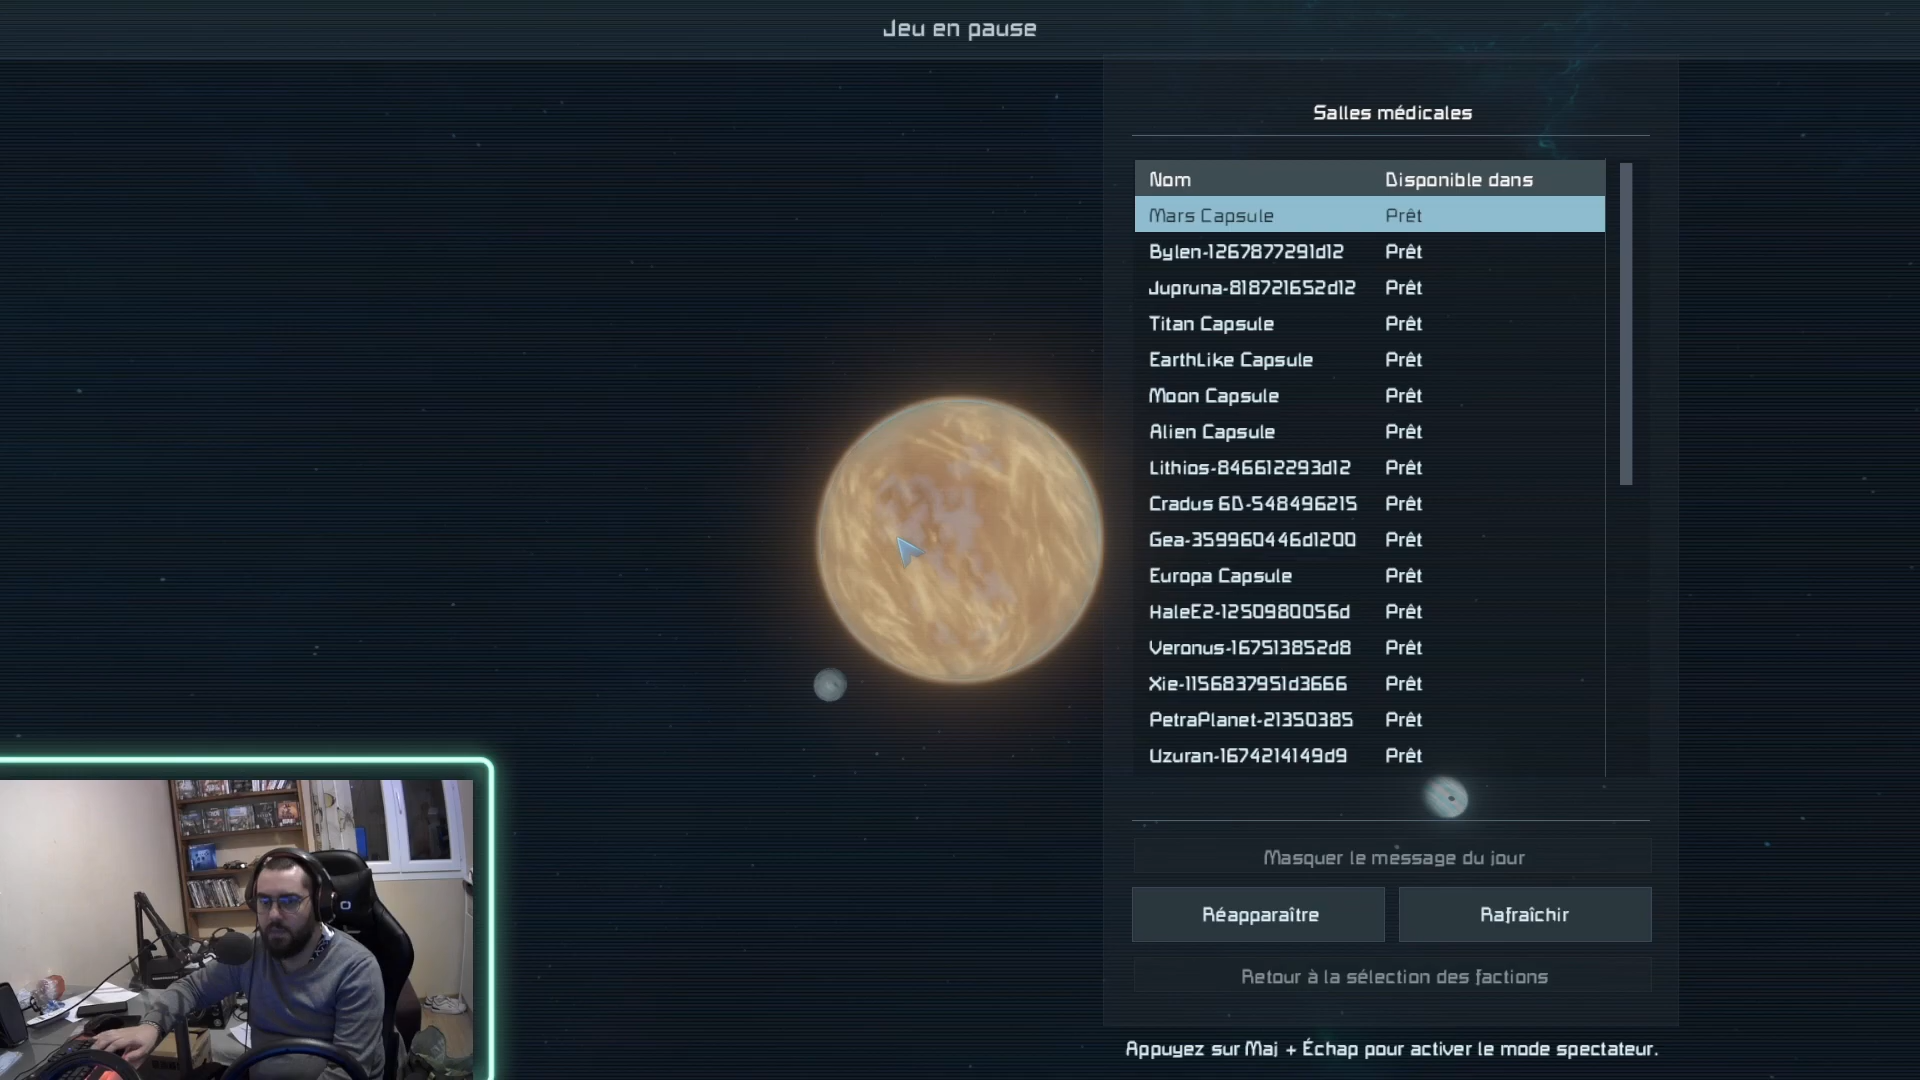 Jeu en pause
Salles médicales
Nom Disponible dans
Mars Capsule Prêt
Bylen-1267877291d12 Prêt
Jupruna-818721652d12 Prêt
Titan Capsule Prêt
EarthLike Capsule Prêt
Moon Capsule Prêt
Alien Capsule Prêt
Lithios-846612293d12 Prêt
Cradus 6D-548496215 Prêt
Gea-359960446d1200 Prêt
Europa Capsule Prêt
HaleE2-1250980056d Prêt
Veronus-167513852d8 Prêt
Xie-1156837951d3666 Prêt
PetraPlanet-21350385 Prêt
Uzuran-1674214149d9 Prêt
Masquer le message du jour
Réapparaître Rafraîchir
Retour à la sélection des factions
Appuyez sur Maj + Échap pour activer le mode spectateur.